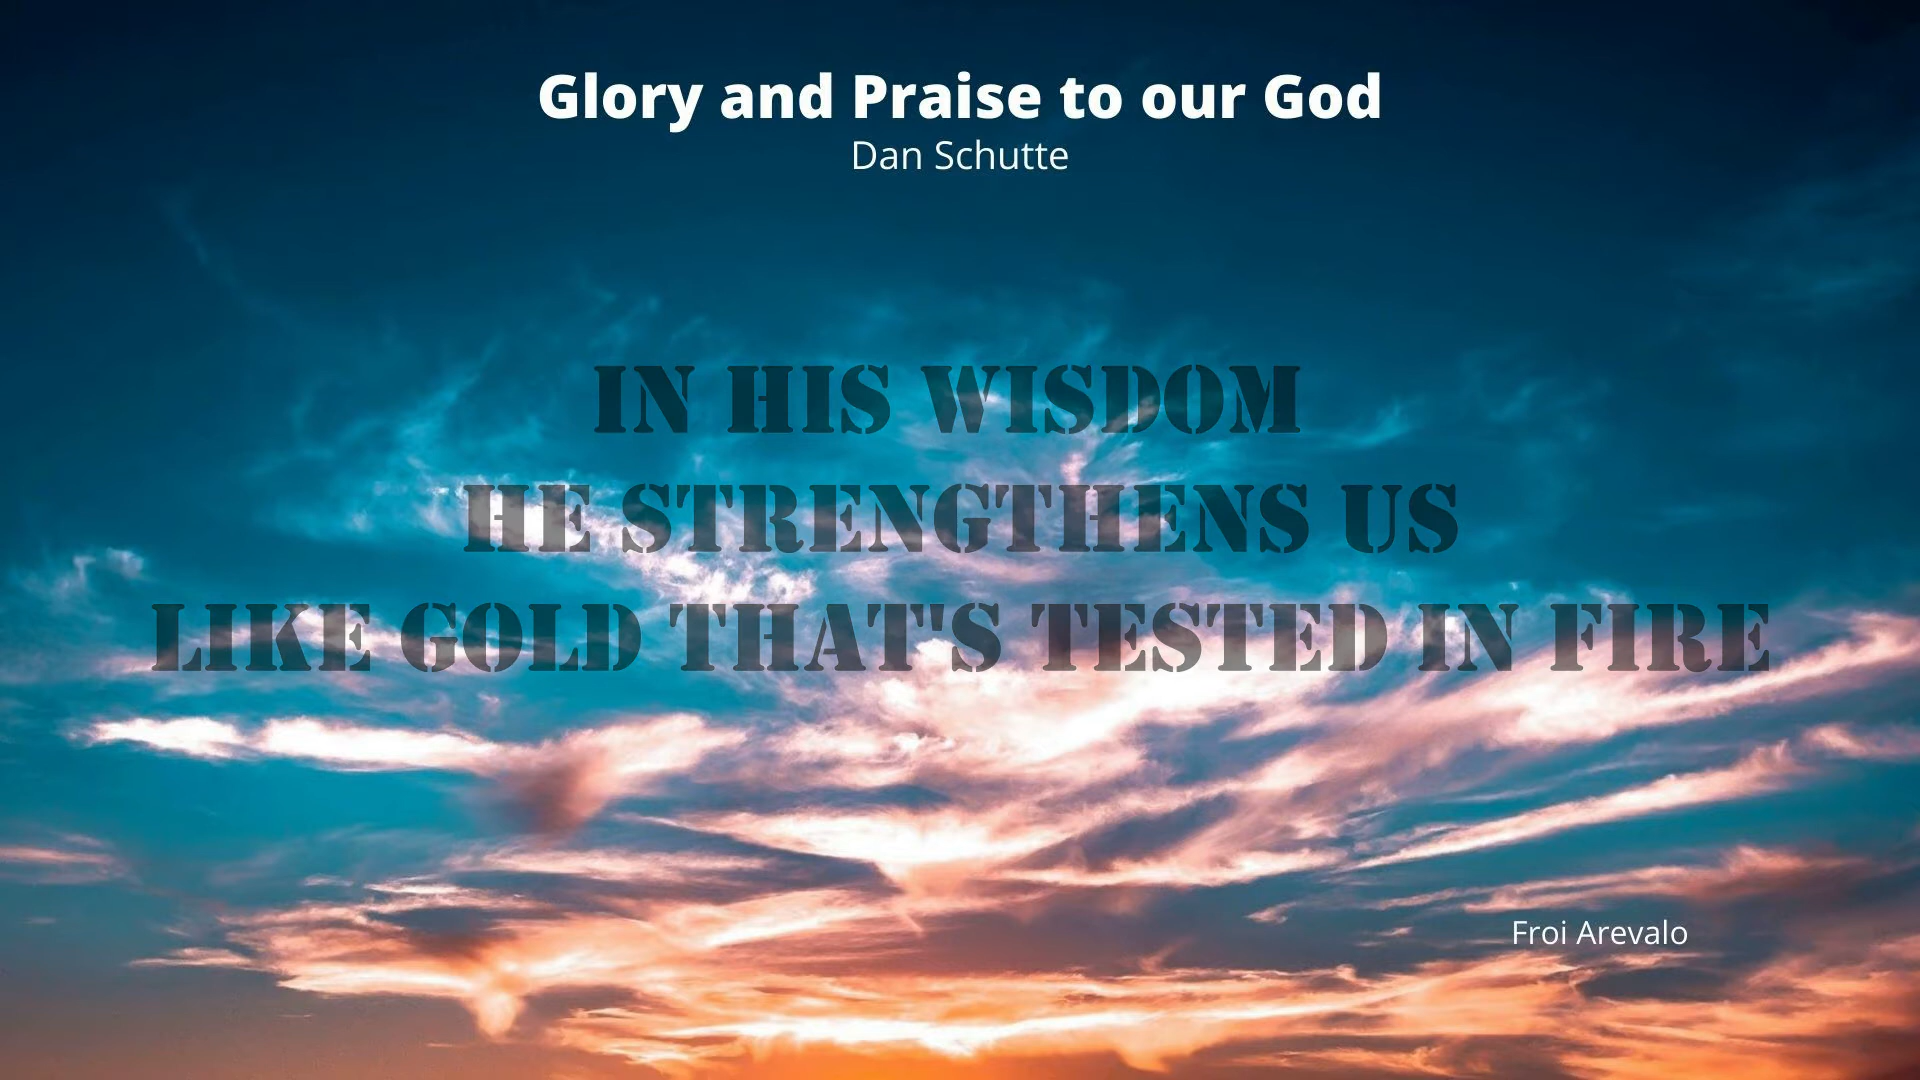 Glory and Praise to our God
Dan Schutte
IN HIS WISDOM
HE STRENGTHENS US
LIKE GOLD THAT'S TESTED IN FIRE
Froi Arevalo